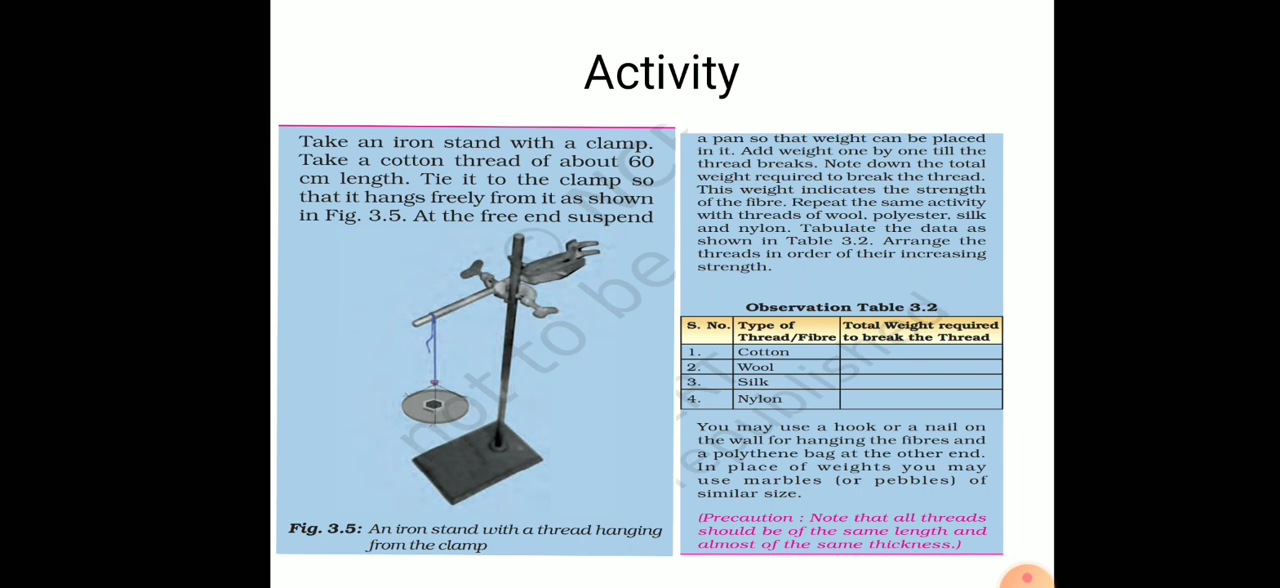 Activity
Take an iron stand with a clamp.
Take a cotton thread of about 60
cm length. Tie it to the clamp so
that it hangs freely from it as shown
in Fig. 3.5. At the free end suspend
Fig. 3.5: An iron stand with a thread hanging
from the clamp
a pan so that weight can be placed
in it. Add weight one by one till the
thread breaks. Note down the total
weight required to break the thread.
This weight indicates the strength
of the fibre. Repeat the same activity
with threads of wool, polyester, silk
and nylon. Tabulate the data as
shown in Table 3.2. Arrange the
threads in order of their increasing
strength.
Observation Table 3.2
S. No. Type of Total Weight required
Thread/Fibre to break the Thread
1. Cotton
2. Wool
3. Silk
4. Nylon
You may use a hook or a nail on
the wall for hanging the fibres and
a polythene bag at the other end.
In place of weights you may
use marbles (or pebbles) of
similar size.
(Precaution : Note that all threads
should be of the same length and
almost of the same thickness.)
© NCE
not to be
republished